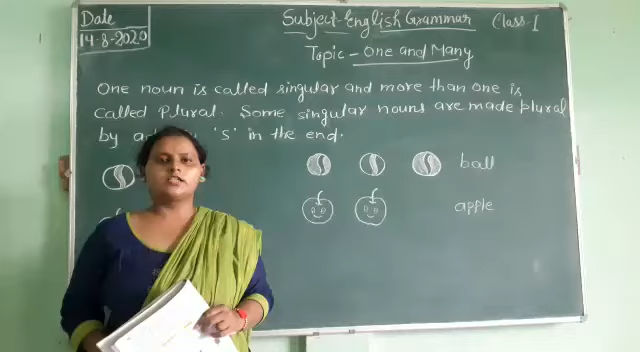 Date
14-8-2020
Subject-English Grammar Class-I
Topic - One and Many
One noun is called singular and more than one is
called Plural. Some singular nouns are made plural
by 's' in the end.
ball
apple